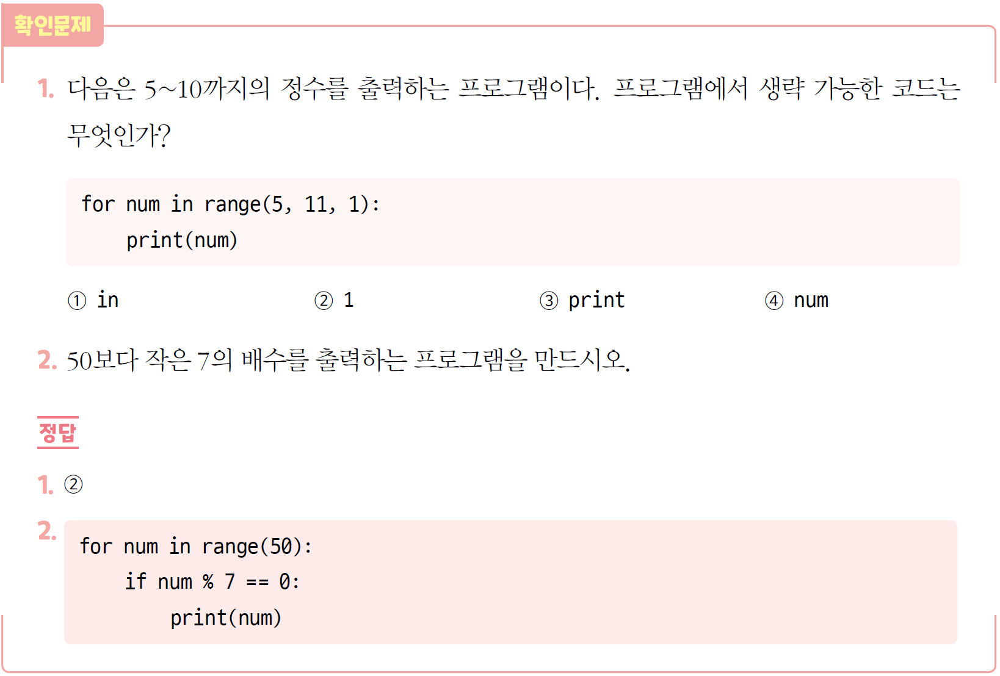 확인문제
1. 다음은 5~10까지의 정수를 출력하는 프로그램이다. 프로그램에서 생략 가능한 코드는
무엇인가?
for num in range(5, 11, 1):
    print(num)
① in ② 1 ③ print ④ num
2. 50보다 작은 7의 배수를 출력하는 프로그램을 만드시오.
정답
1. ②
2. for num in range(50):
    if num % 7 == 0:
        print(num)